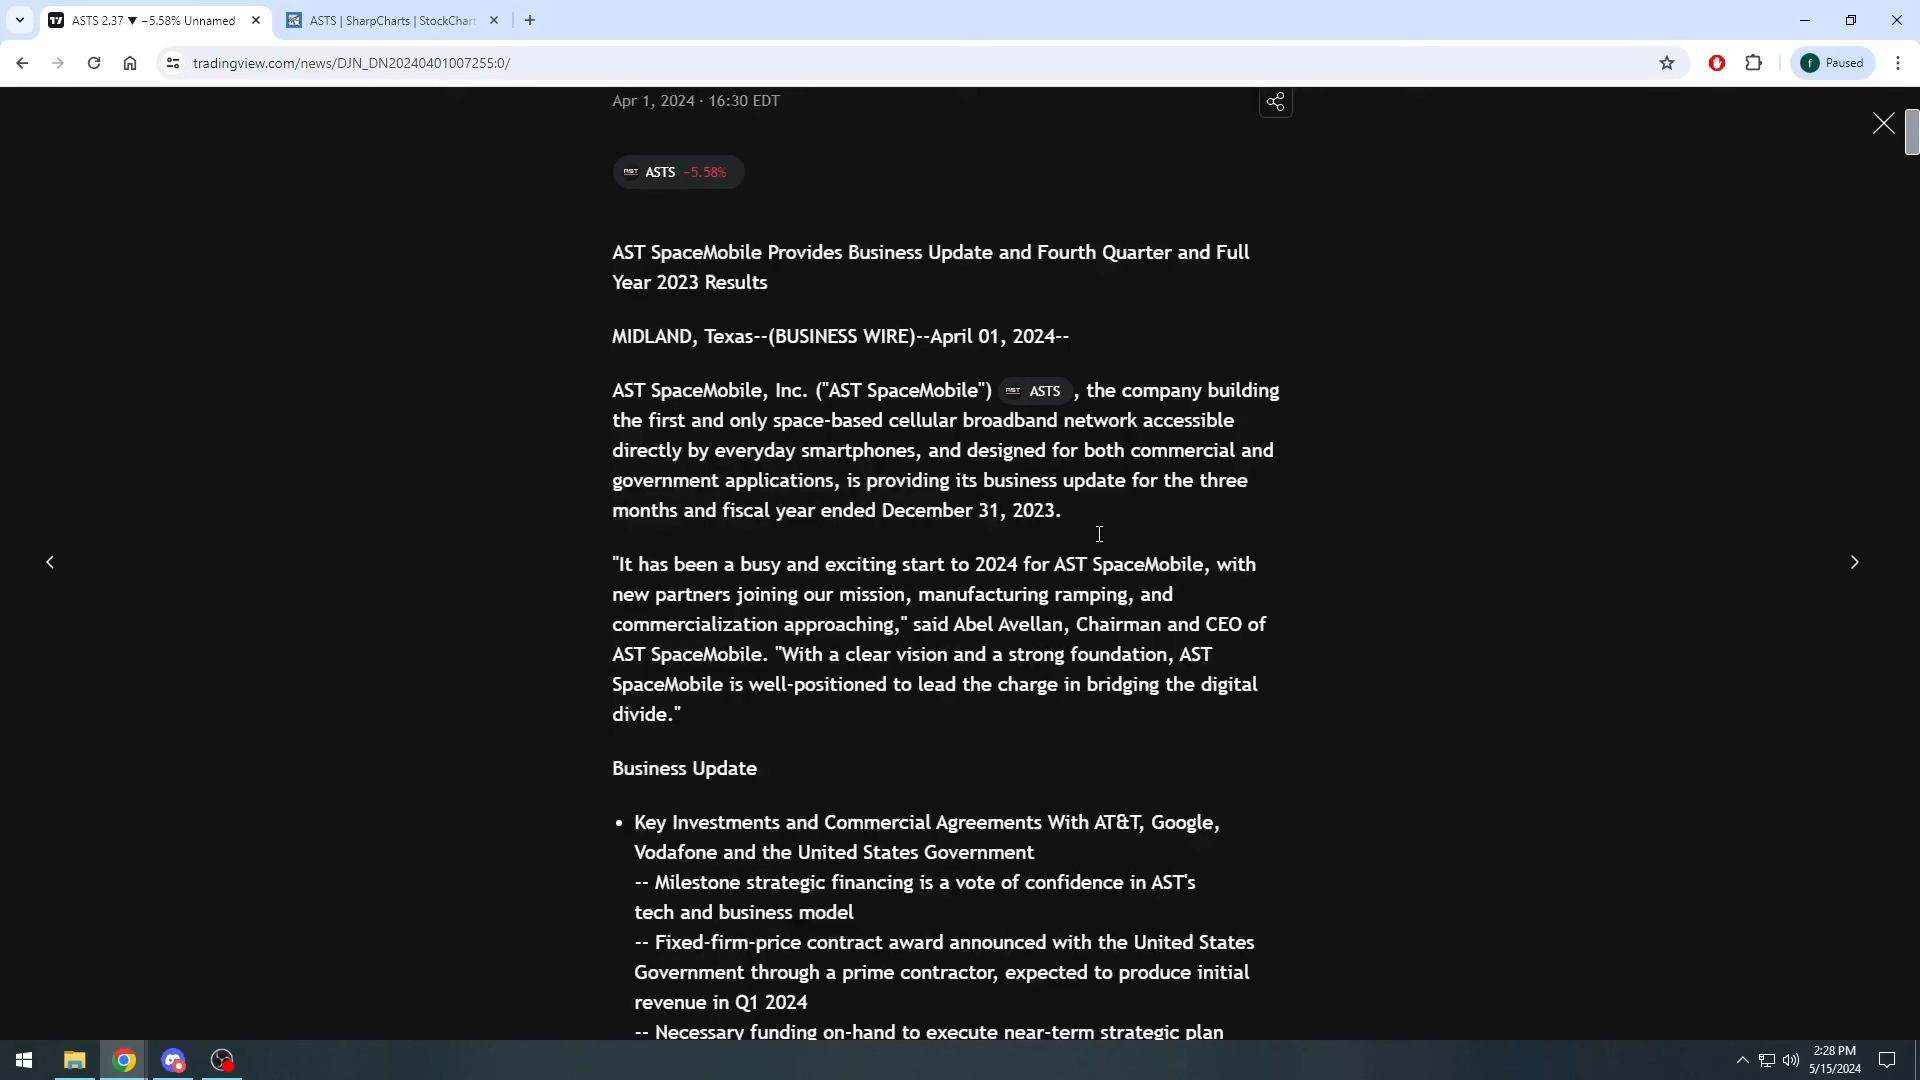 ASTS 2.37 ▼ −5.58% Unnamed
ASTS | SharpCharts | StockChar
tradingview.com/news/DJN_DN20240401007255:0/
f Paused
Apr 1, 2024 · 16:30 EDT
AST ASTS −5.58%
AST SpaceMobile Provides Business Update and Fourth Quarter and Full
Year 2023 Results
MIDLAND, Texas--(BUSINESS WIRE)--April 01, 2024--
AST SpaceMobile, Inc. ("AST SpaceMobile") AST ASTS , the company building
the first and only space-based cellular broadband network accessible
directly by everyday smartphones, and designed for both commercial and
government applications, is providing its business update for the three
months and fiscal year ended December 31, 2023.
"It has been a busy and exciting start to 2024 for AST SpaceMobile, with
new partners joining our mission, manufacturing ramping, and
commercialization approaching," said Abel Avellan, Chairman and CEO of
AST SpaceMobile. "With a clear vision and a strong foundation, AST
SpaceMobile is well-positioned to lead the charge in bridging the digital
divide."
Business Update
• Key Investments and Commercial Agreements With AT&T, Google,
Vodafone and the United States Government
-- Milestone strategic financing is a vote of confidence in AST's
tech and business model
-- Fixed-firm-price contract award announced with the United States
Government through a prime contractor, expected to produce initial
revenue in Q1 2024
-- Necessary funding on-hand to execute near-term strategic plan
2:28 PM
5/15/2024